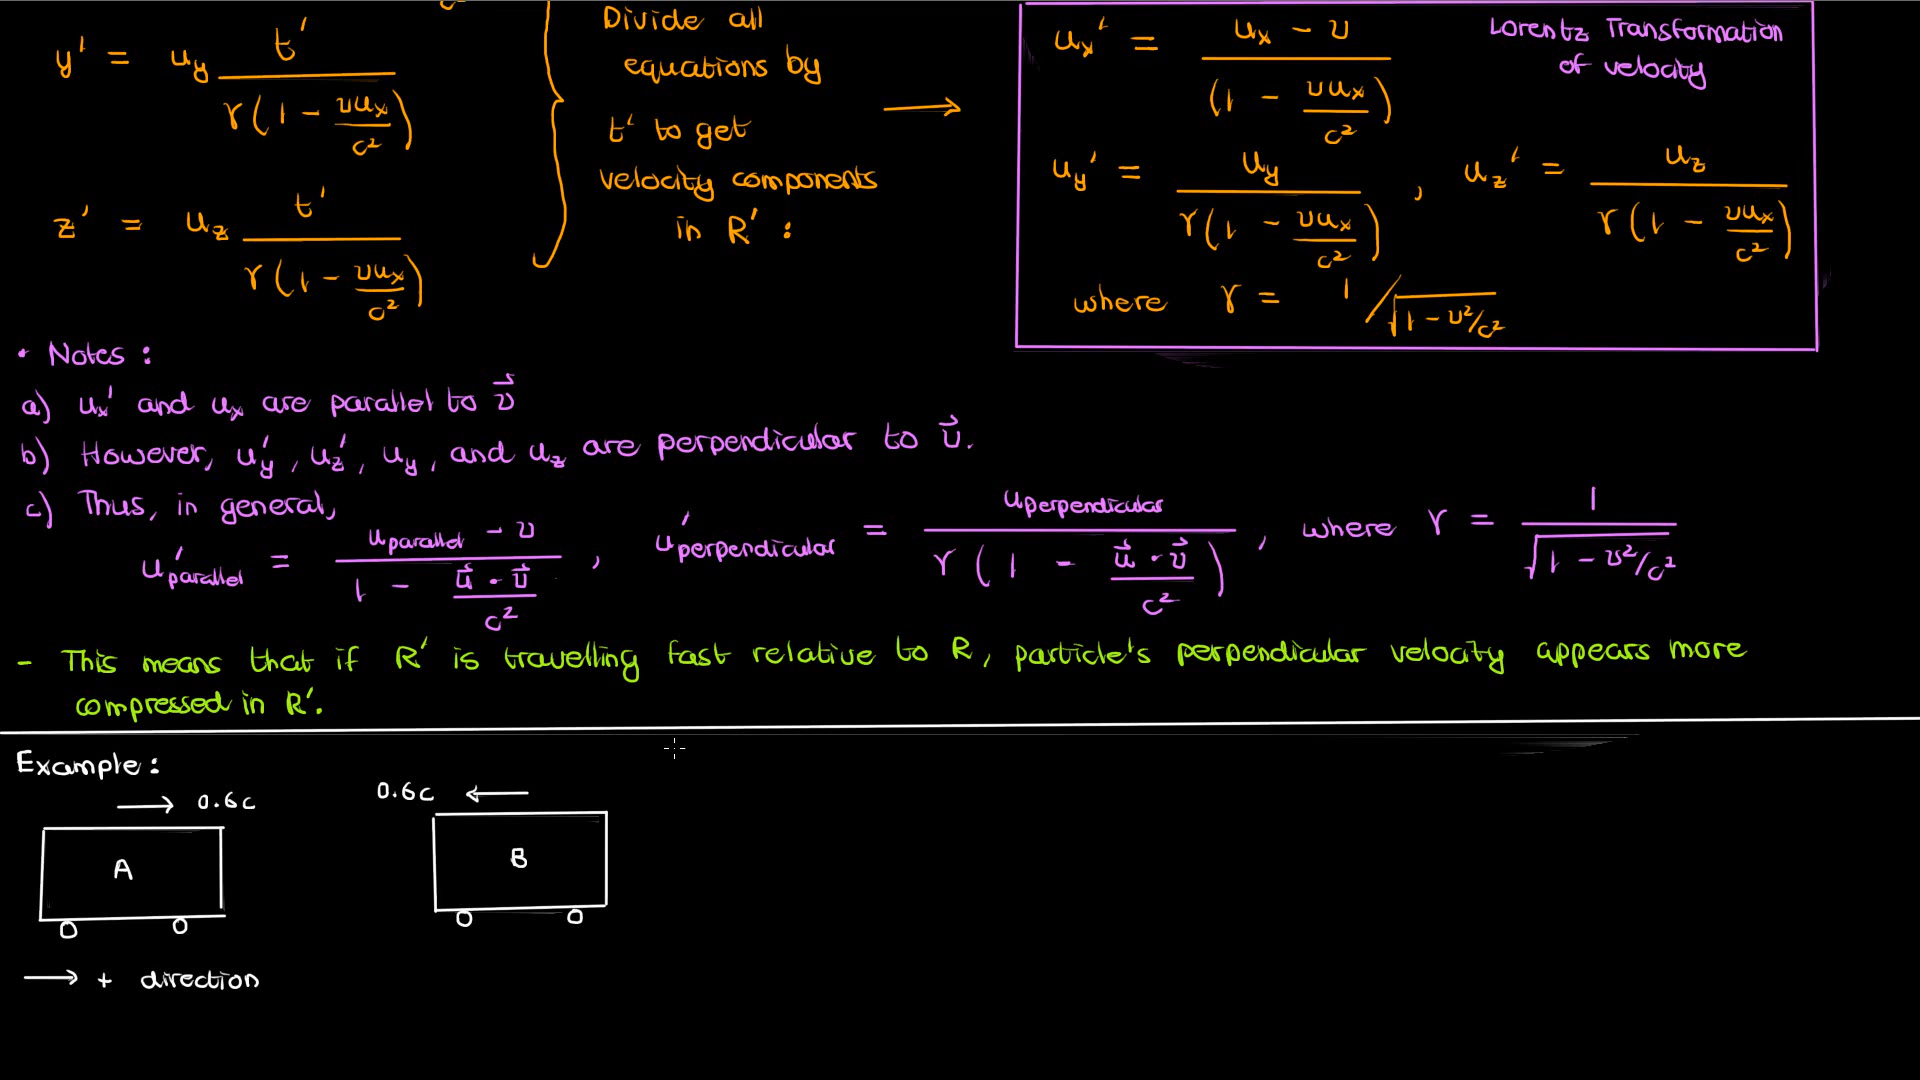 y' = u_y t' / γ(1 - vu_x/c²)
z' = u_z t' / γ(1 - vu_x/c²)
Divide all
equations by
t' to get
velocity components
in R' :
Lorentz Transformation
of velocity
u_x' = (u_x - v) / (1 - vu_x/c²)
u_y' = u_y / γ(1 - vu_x/c²) , u_z' = u_z / γ(1 - vu_x/c²)
where γ = 1/√(1 - v²/c²)
• Notes :
a) u_x' and u_x are parallel to v⃗
b) However, u_y' , u_z' , u_y , and u_z are perpendicular to v⃗.
c) Thus, in general,
u'_parallel = (u_parallel - v) / (1 - u⃗ · v⃗/c²) , u'_perpendicular = u_perpendicular / γ(1 - u⃗ · v⃗/c²) , where γ = 1/√(1 - v²/c²)
- This means that if R' is travelling fast relative to R, particle's perpendicular velocity appears more
compressed in R'.
Example :
→ 0.6c
0.6c ←
A
B
→ + direction